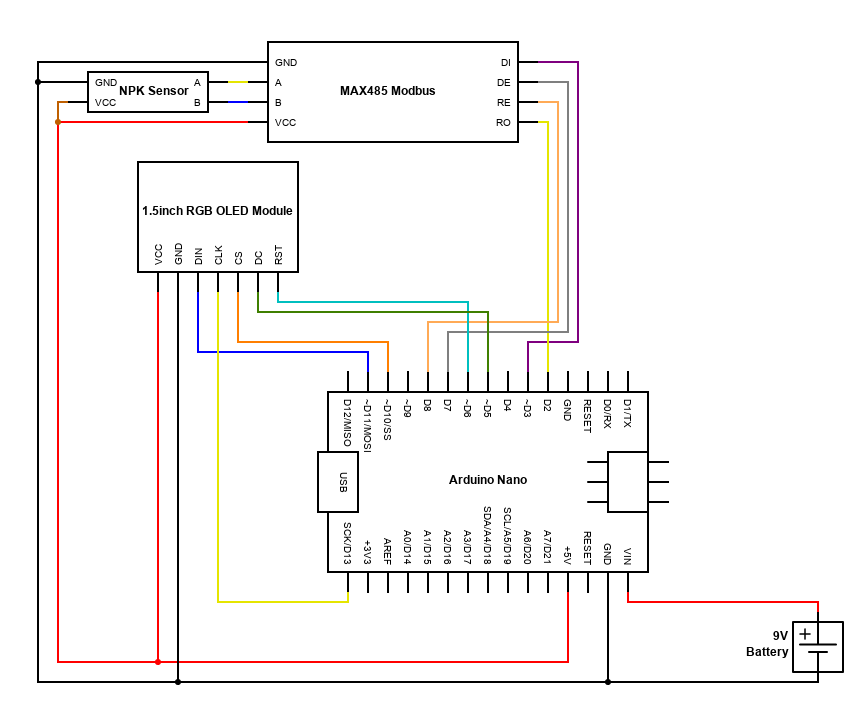 GND
A
B
VCC
MAX485 Modbus
DI
DE
RE
RO
GND
VCC
NPK Sensor
A
B
1.5inch RGB OLED Module
VCC
GND
DIN
CLK
CS
DC
RST
D12/MISO
~D11/MOSI
~D10/SS
~D9
D8
D7
~D6
~D5
D4
~D3
D2
GND
RESET
D0/RX
D1/TX
USB
Arduino Nano
SCK/D13
+3V3
AREF
A0/D14
A1/D15
A2/D16
A3/D17
SDA/A4/D18
SCL/A5/D19
A6/D20
A7/D21
+5V
RESET
GND
VIN
9V
Battery
+